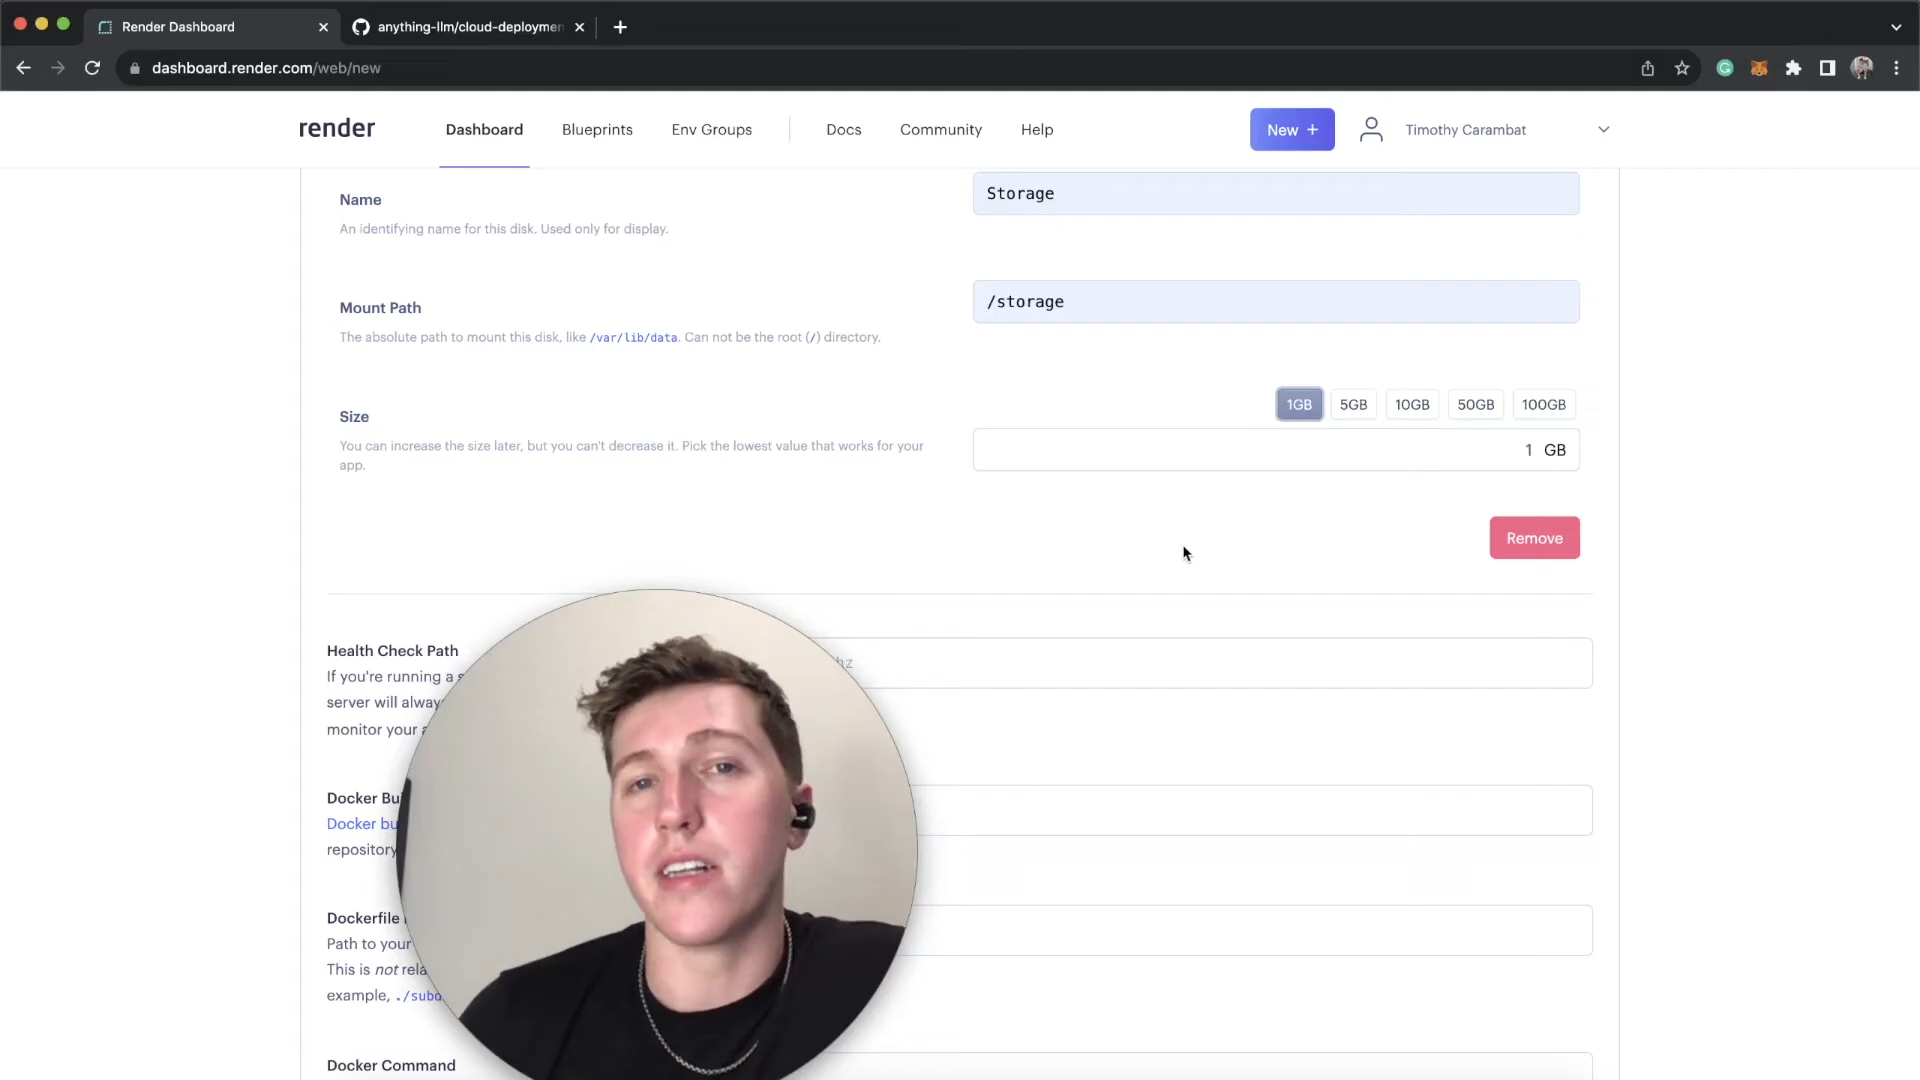 Render Dashboard
anything-llm/cloud-deploymen
dashboard.render.com/web/new
render
Dashboard
Blueprints
Env Groups
Docs
Community
Help
New +
Timothy Carambat
Name
An identifying name for this disk. Used only for display.
Storage
Mount Path
The absolute path to mount this disk, like /var/lib/data. Can not be the root (/) directory.
/storage
Size
You can increase the size later, but you can't decrease it. Pick the lowest value that works for your
app.
1GB
5GB
10GB
50GB
100GB
1 GB
Remove
Health Check Path
If you're running a s
server will alway
monitor your a
hz
Docker Bui
Docker bu
repository
Dockerfile
Path to your
This is not rela
example, ./subd
Docker Command